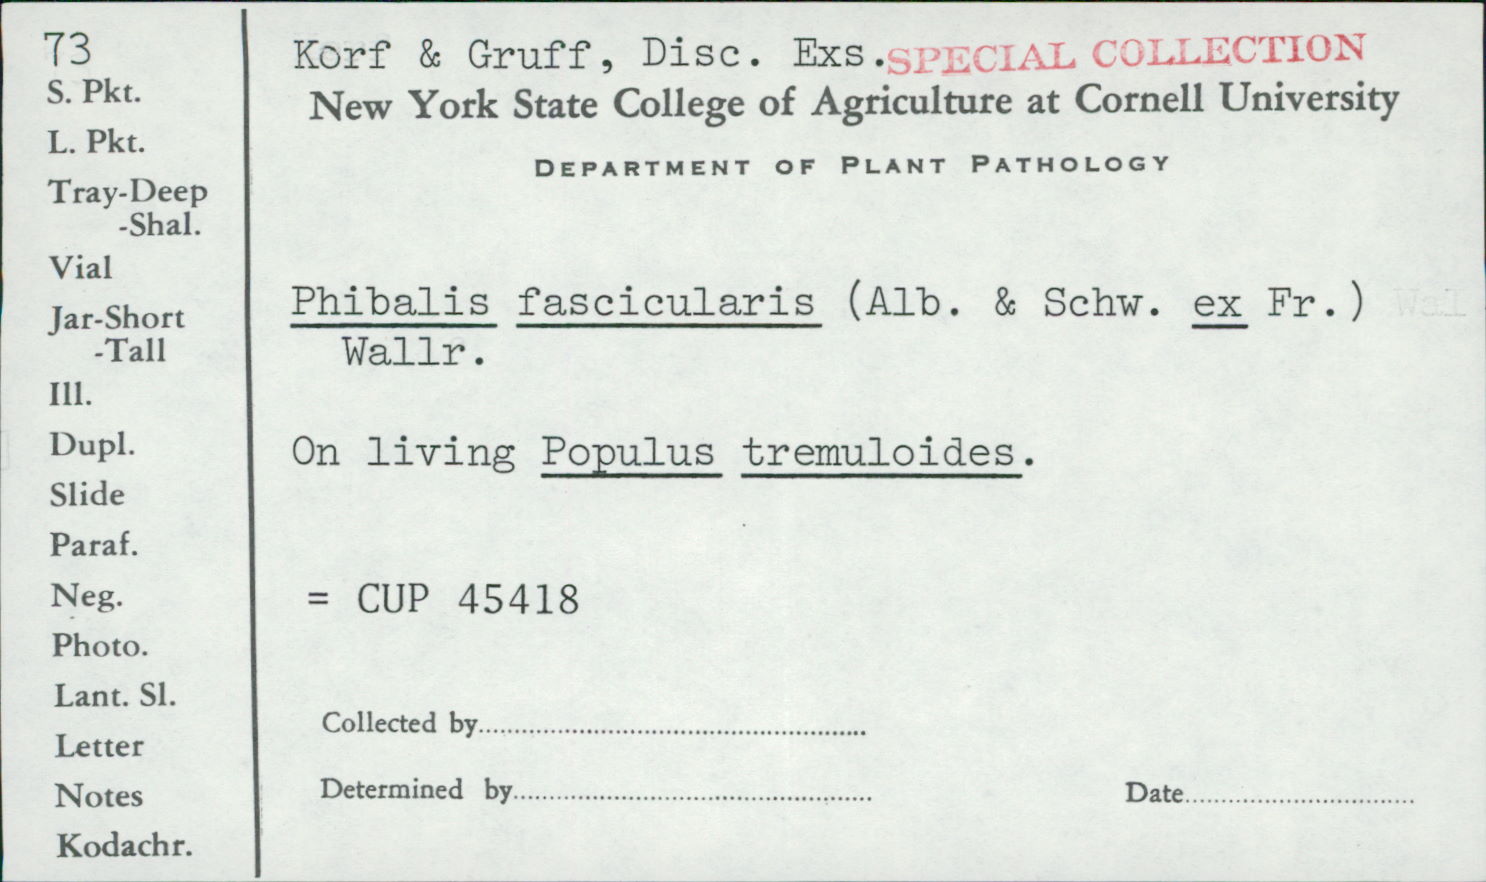 73
S. Pkt.
L. Pkt.
Tray-Deep
-Shal.
Vial
Jar-Short
-Tall
Ill.
Dupl.
Slide
Paraf.
Neg.
Photo.
Lant. Sl.
Letter
Notes
Kodachr.
Korf & Gruff, Disc. Exs. SPECIAL COLLECTION
New York State College of Agriculture at Cornell University
DEPARTMENT OF PLANT PATHOLOGY
Phibalis fascicularis (Alb. & Schw. ex Fr.) Wal
Wallr.
On living Populus tremuloides.
= CUP 45418
Collected by
Determined by
Date